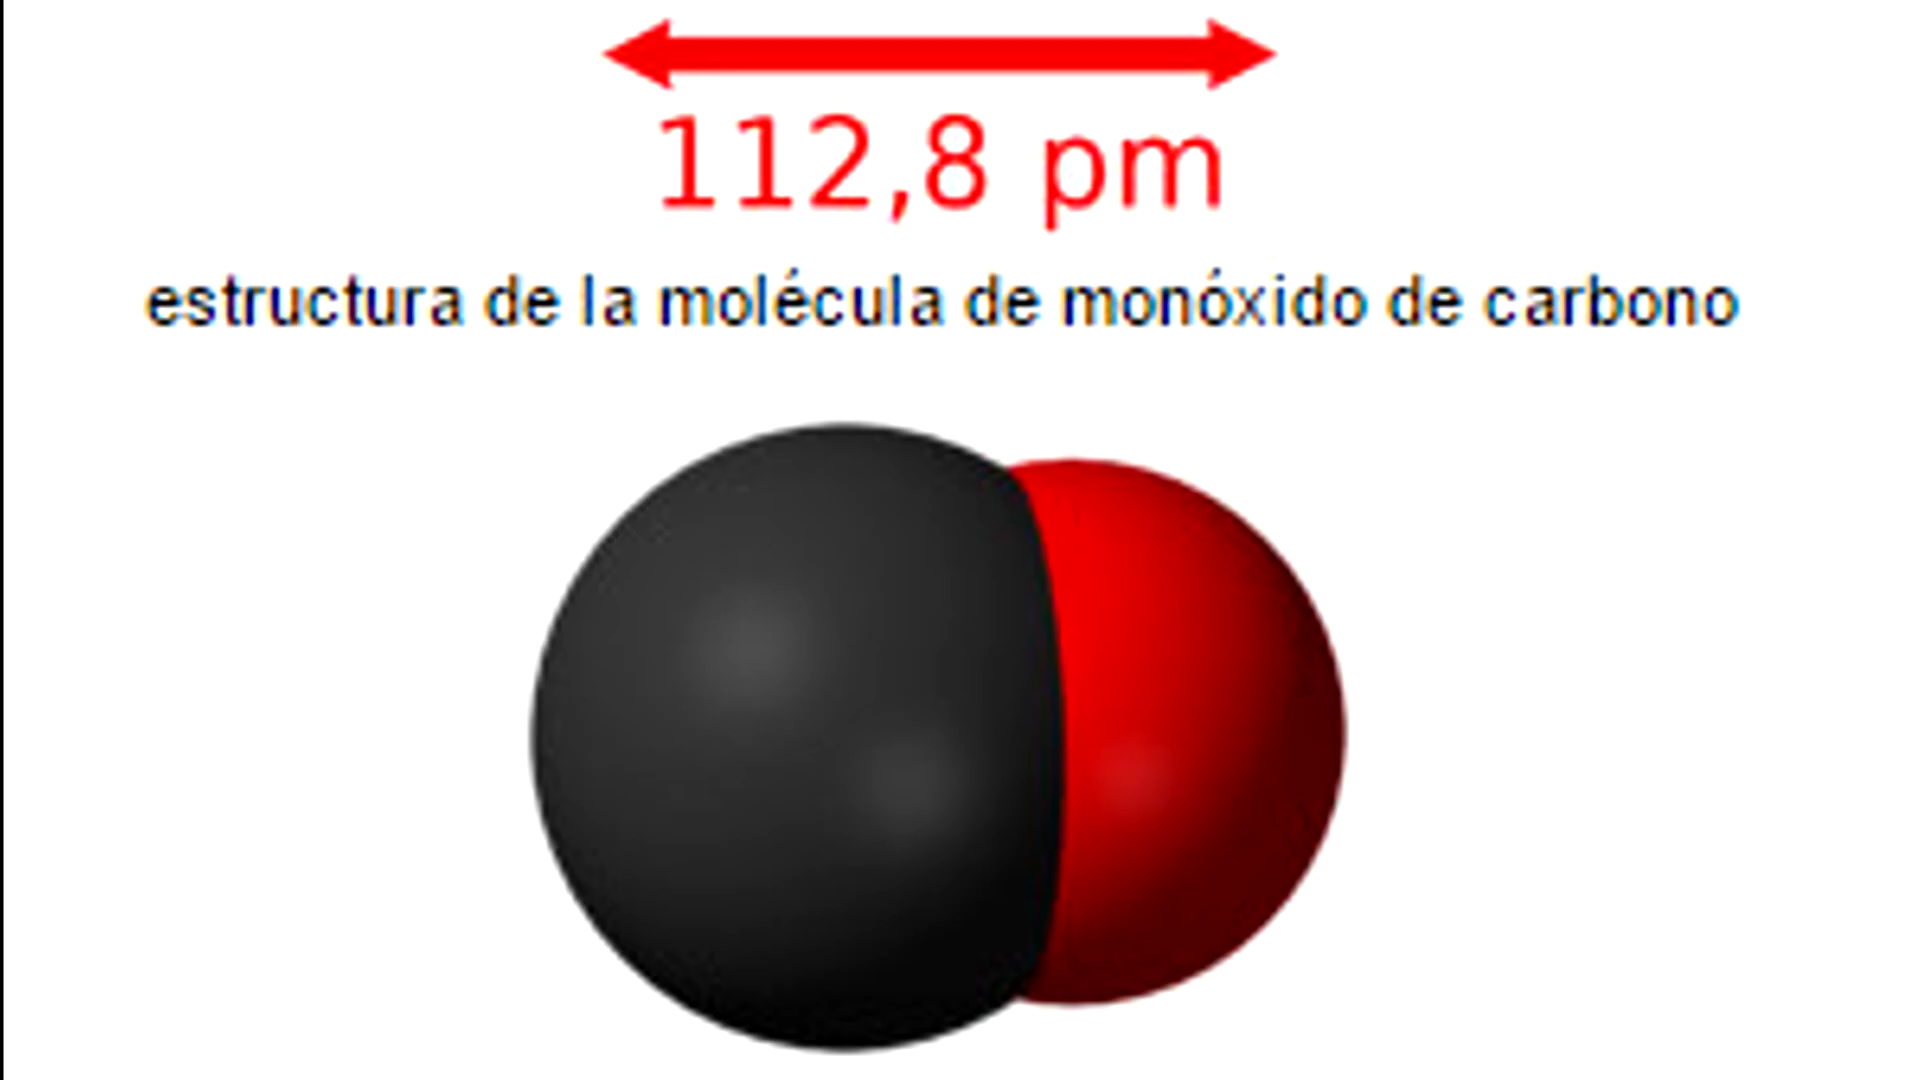 112,8 pm
estructura de la molécula de monóxido de carbono